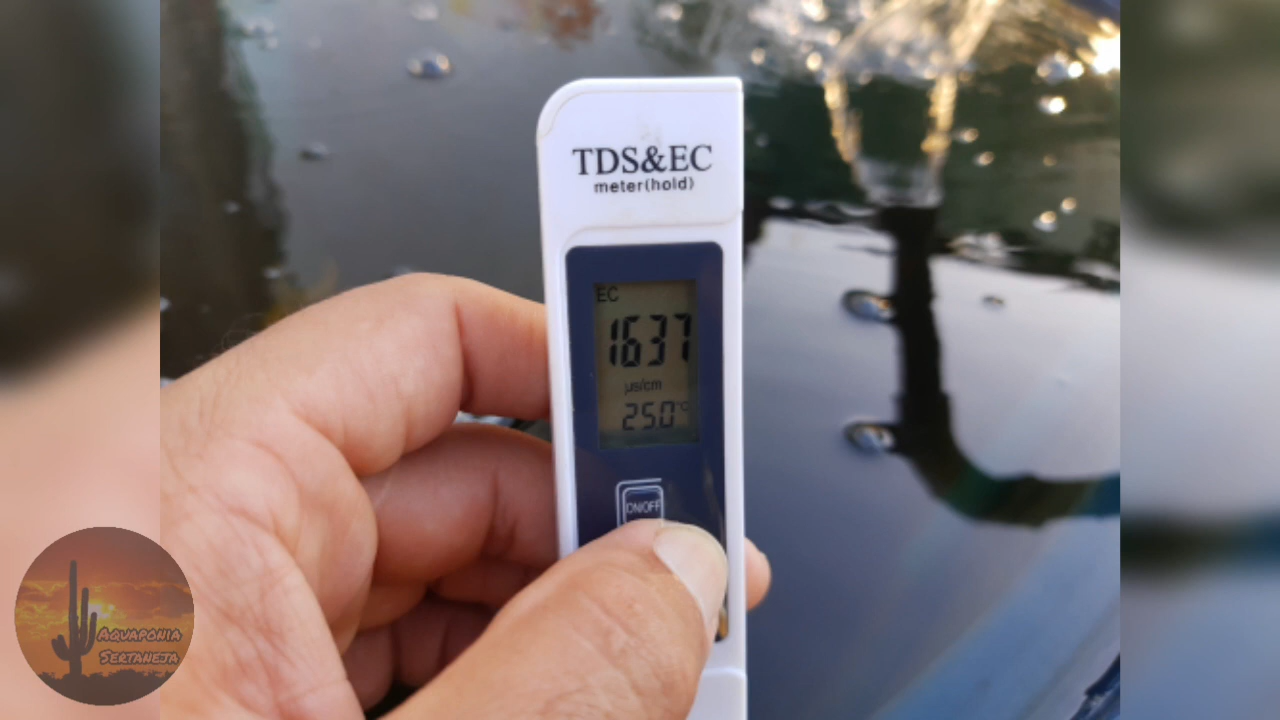 TDS&EC
meter(hold)
EC
1637
µs/cm
25.0°C
ON/OFF
AQUAPONIA
SERTANEJA